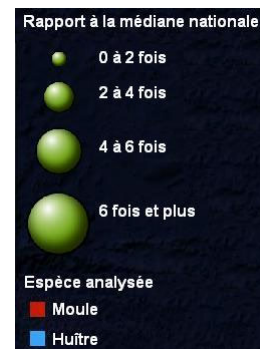 Rapport à la médiane nationale
0 à 2 fois
2 à 4 fois
4 à 6 fois
6 fois et plus
Espèce analysée
Moule
Huître